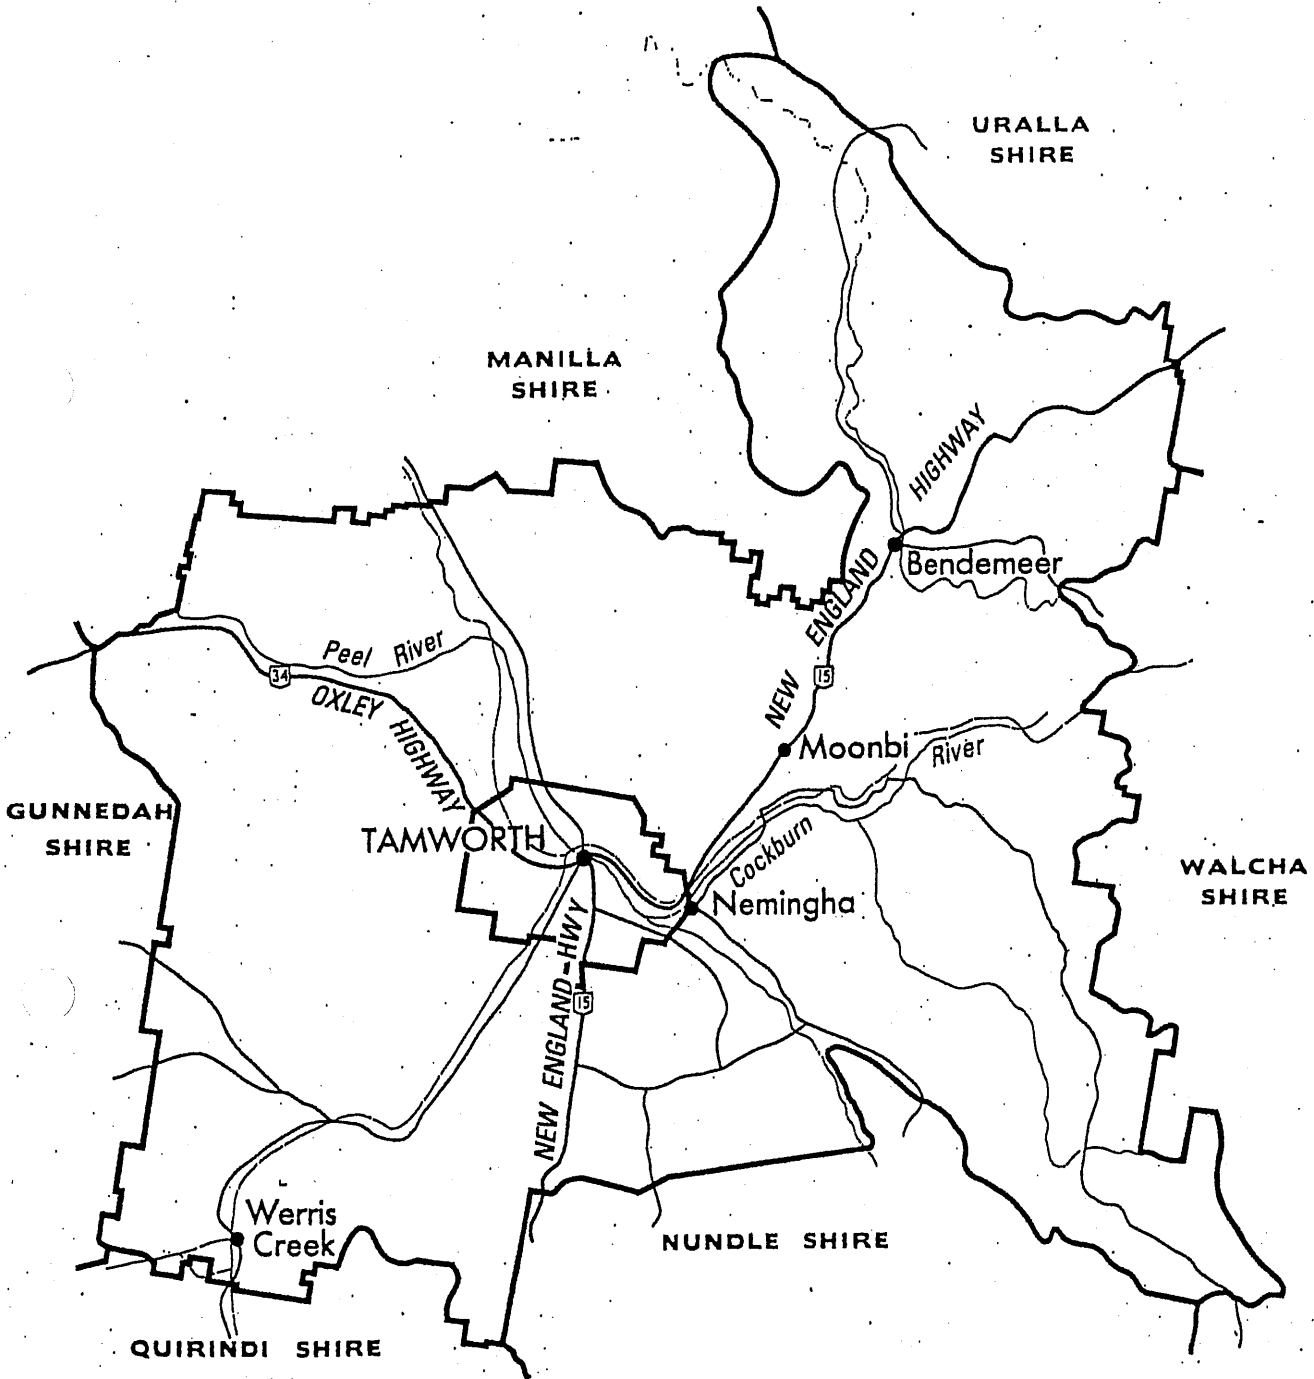 URALLA
SHIRE
MANILLA
SHIRE
HIGHWAY
Bendemeer
ENGLAND
NEW
15
Peel River
34
OXLEY HIGHWAY
Moonbi
River
Cockburn
GUNNEDAH
SHIRE
TAMWORTH
WALCHA
SHIRE
Nemingha
NEW ENGLAND HWY
15
Werris
Creek
NUNDLE SHIRE
QUIRINDI SHIRE